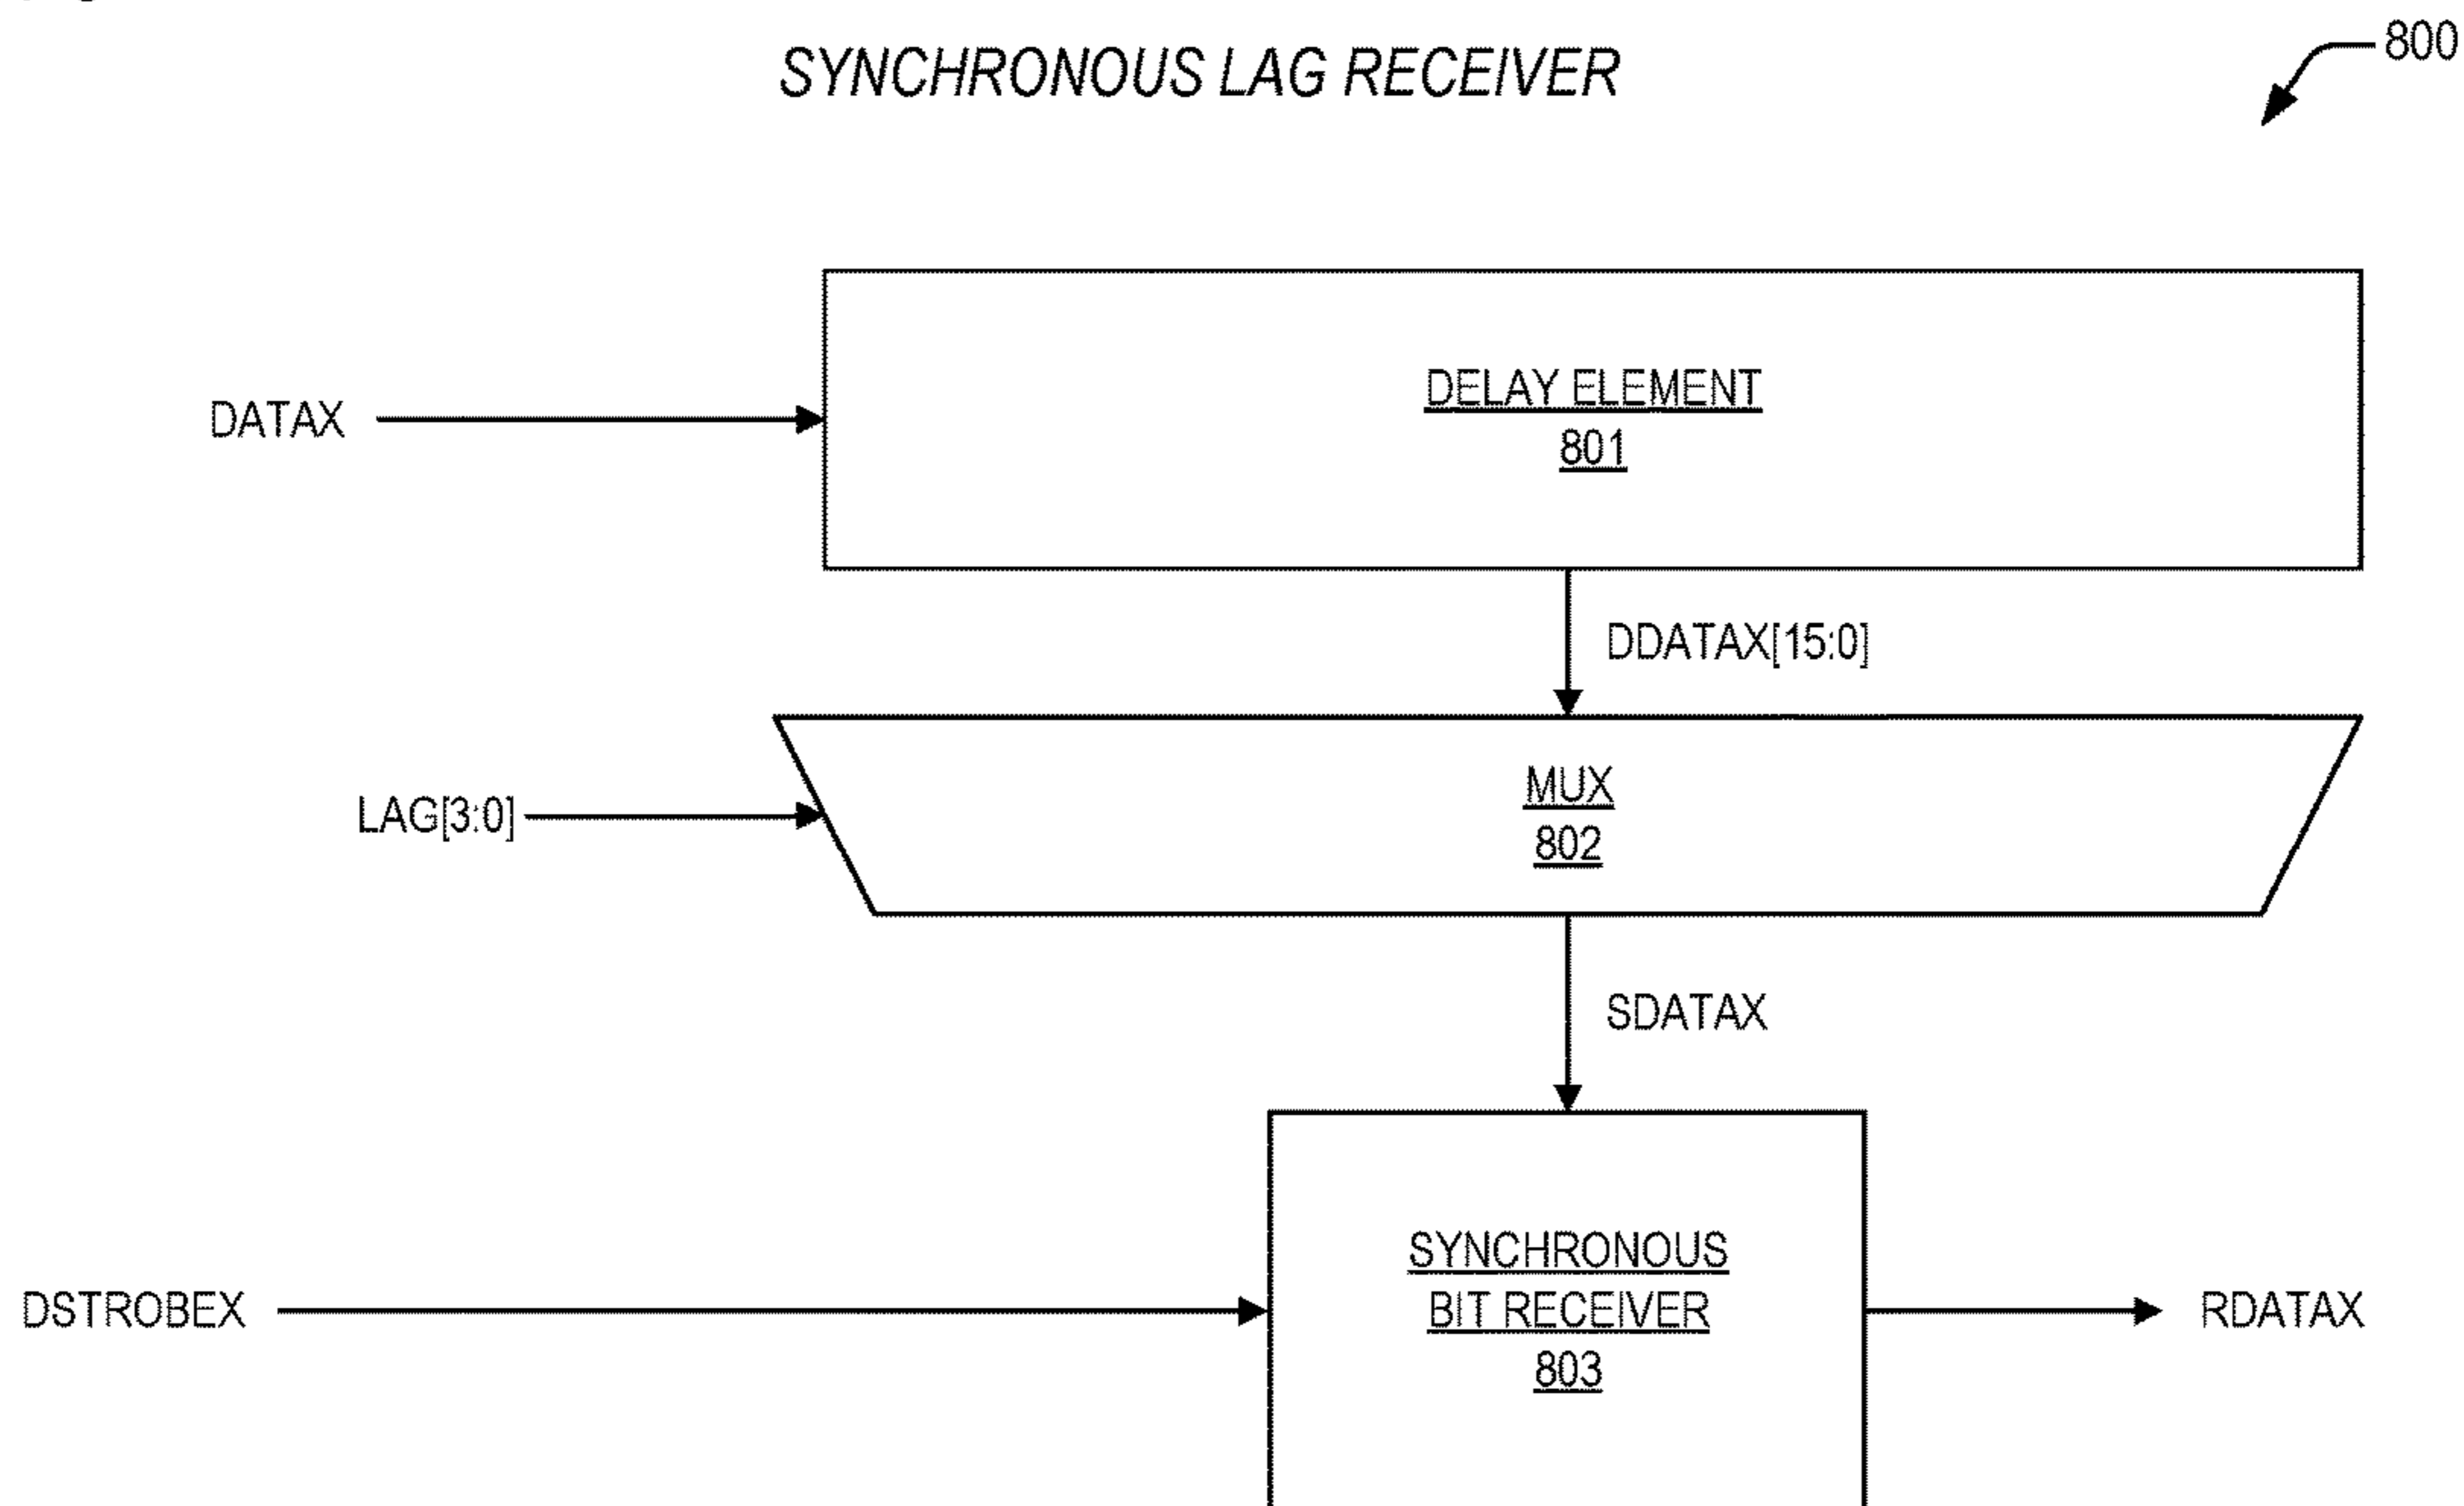 SYNCHRONOUS LAG RECEIVER
800
DATAX
DELAY ELEMENT
801
DDATAX[15:0]
LAG[3:0]
MUX
802
SDATAX
DSTROBEX
SYNCHRONOUS
BIT RECEIVER
803
RDATAX